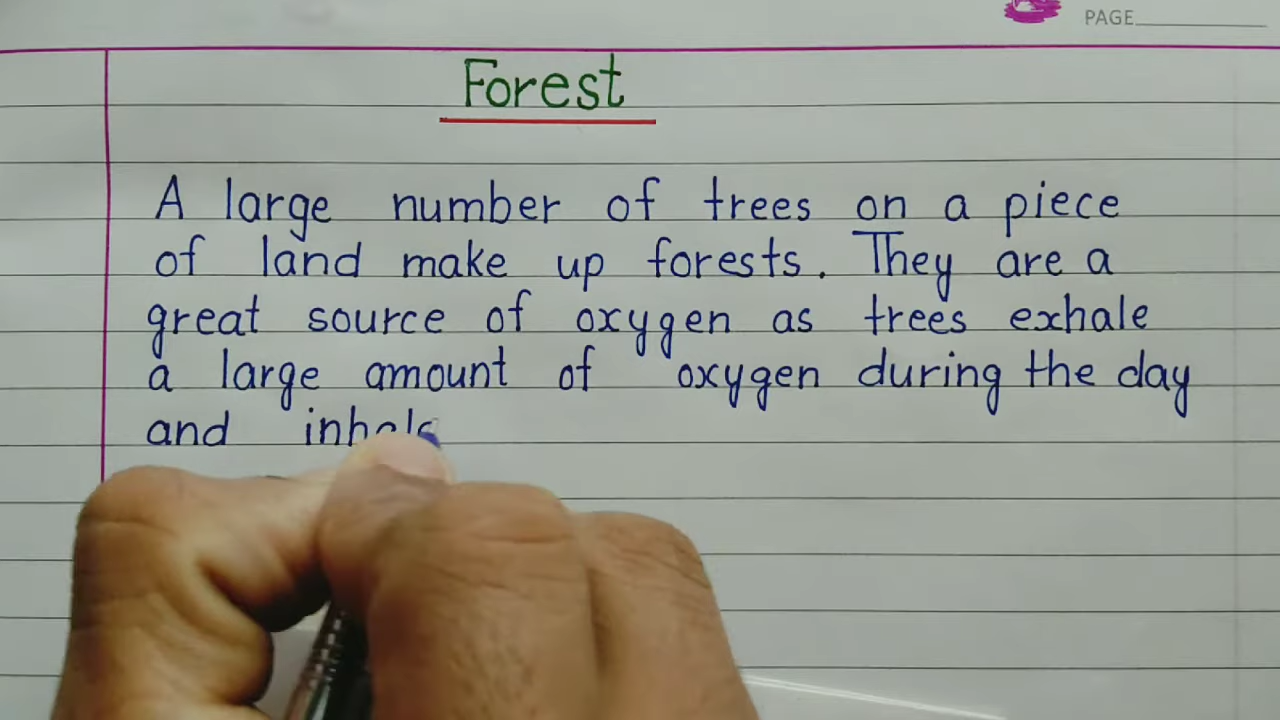 PAGE
Forest
A large number of trees on a piece
of land make up forests. They are a
great source of oxygen as trees exhale
a large amount of oxygen during the day
and